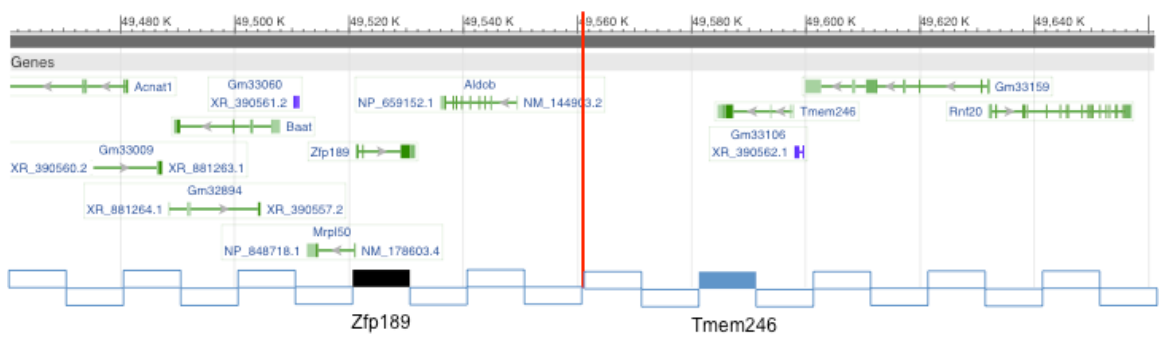 49,480 K 49,500 K 49,520 K 49,540 K 49,560 K 49,580 K 49,600 K 49,620 K 49,640 K
Genes
Acnat1 Gm33060 Aldob Gm33159
XR_390561.2 NP_659152.1 NM_144903.2
Baat Tmem246 Rnf20
Zfp189 Gm33106
XR_390562.1
Gm33009
XR_390560.2 XR_881263.1
Gm32894
XR_881264.1 XR_390557.2
Mrpl50
NP_848718.1 NM_178603.4
Zfp189 Tmem246